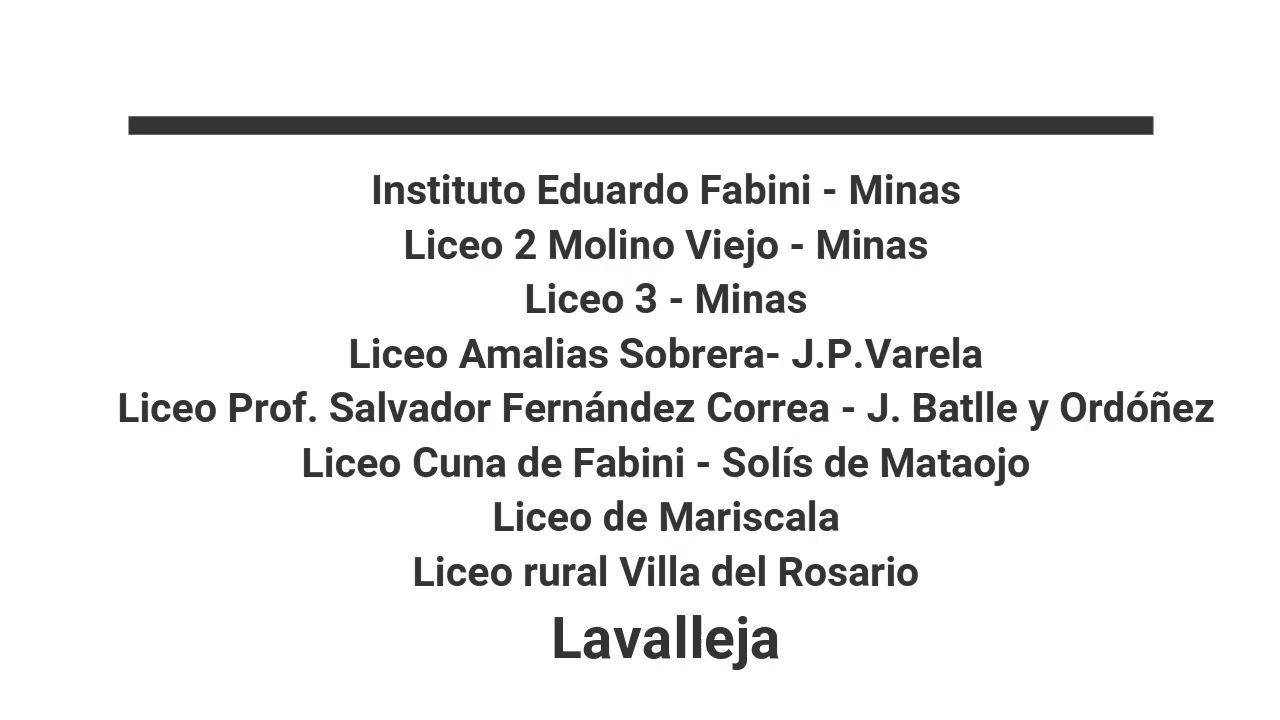 Instituto Eduardo Fabini - Minas
Liceo 2 Molino Viejo - Minas
Liceo 3 - Minas
Liceo Amalias Sobrera- J.P.Varela
Liceo Prof. Salvador Fernández Correa - J. Batlle y Ordóñez
Liceo Cuna de Fabini - Solís de Mataojo
Liceo de Mariscala
Liceo rural Villa del Rosario
Lavalleja